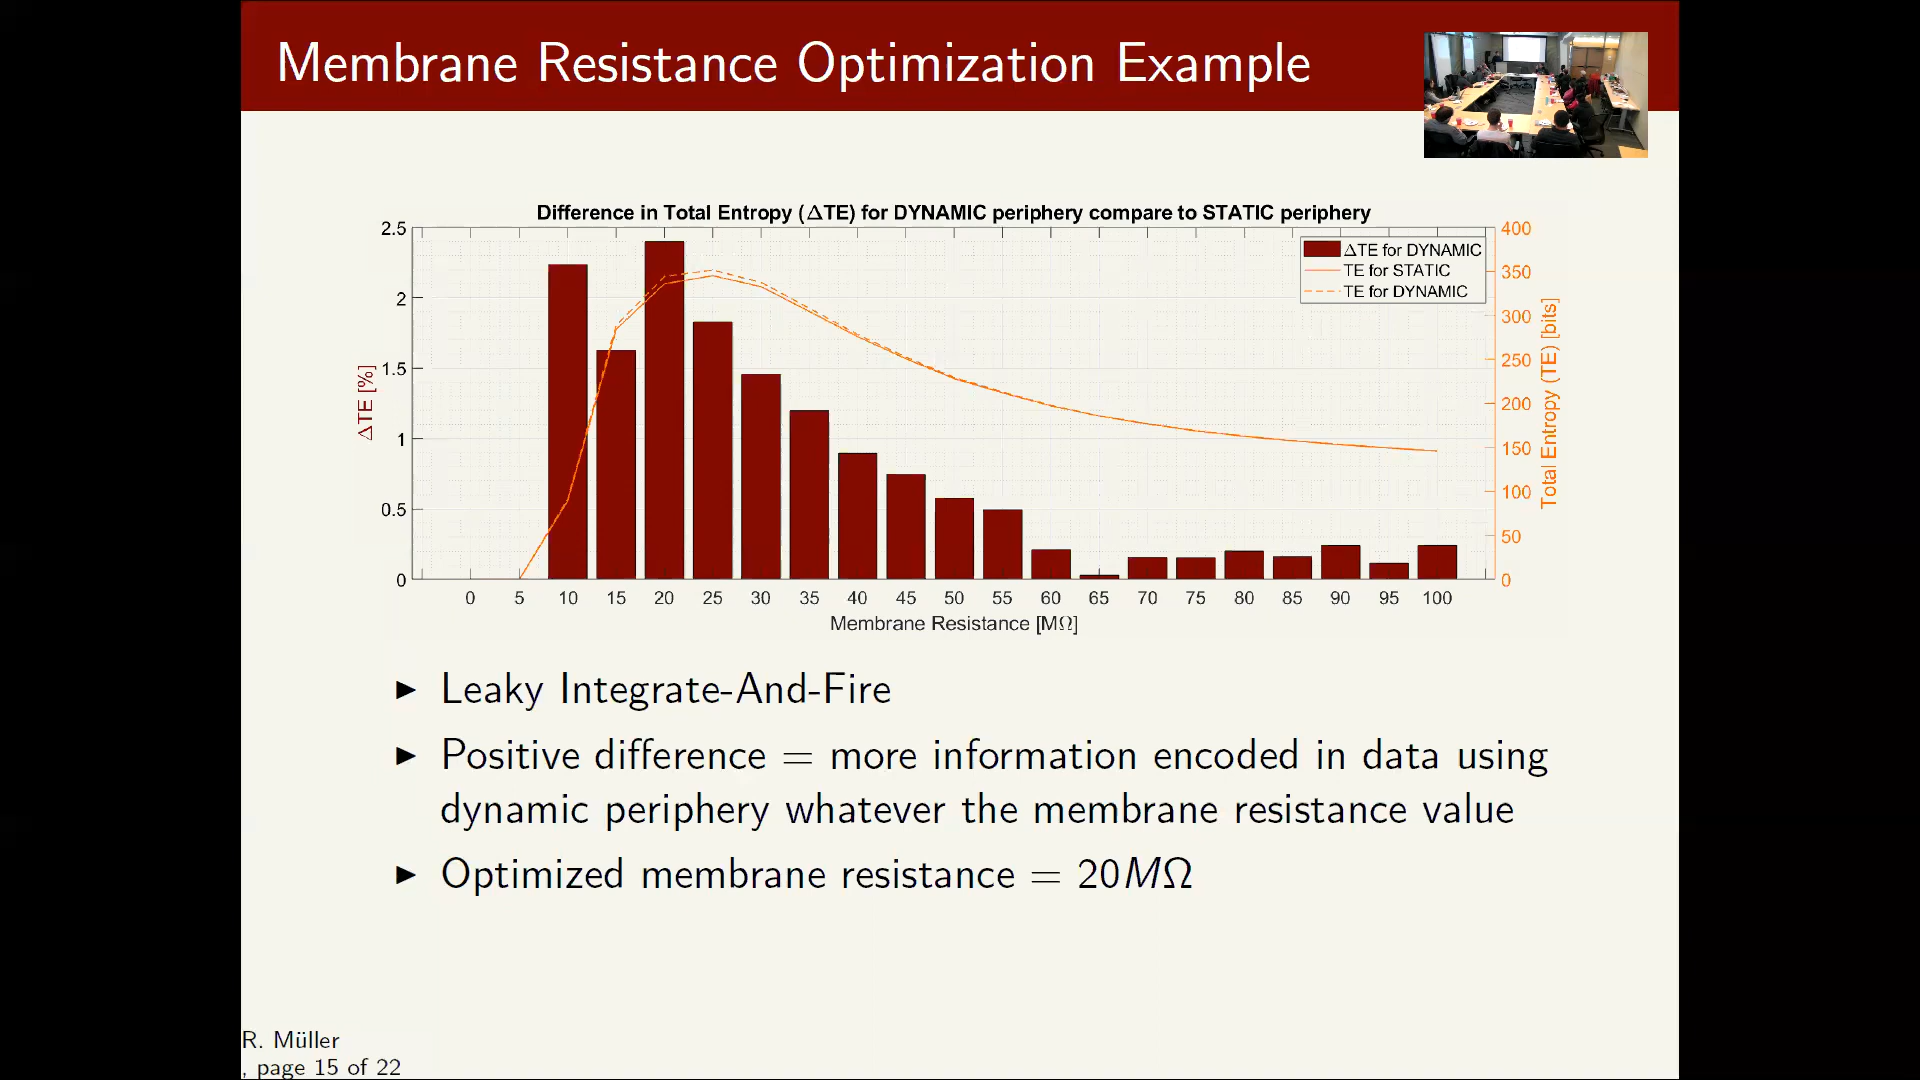 Membrane Resistance Optimization Example
Difference in Total Entropy (ΔTE) for DYNAMIC periphery compare to STATIC periphery
2.5
2
1.5
1
0.5
0
ΔTE [%]
400
350
300
250
200
150
100
50
0
Total Entropy (TE) [bits]
ΔTE for DYNAMIC
TE for STATIC
TE for DYNAMIC
0 5 10 15 20 25 30 35 40 45 50 55 60 65 70 75 80 85 90 95 100
Membrane Resistance [MΩ]
▶ Leaky Integrate-And-Fire
▶ Positive difference = more information encoded in data using
dynamic periphery whatever the membrane resistance value
▶ Optimized membrane resistance = 20MΩ
R. Müller
, page 15 of 22